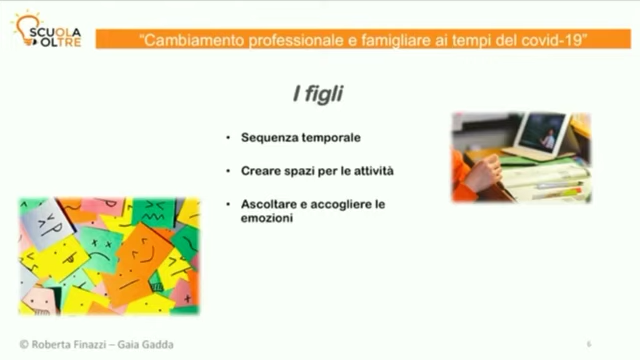 SCUOLA
OLTRE
“Cambiamento professionale e famigliare ai tempi del covid-19”
I figli
• Sequenza temporale
• Creare spazi per le attività
• Ascoltare e accogliere le
emozioni
© Roberta Finazzi – Gaia Gadda
6